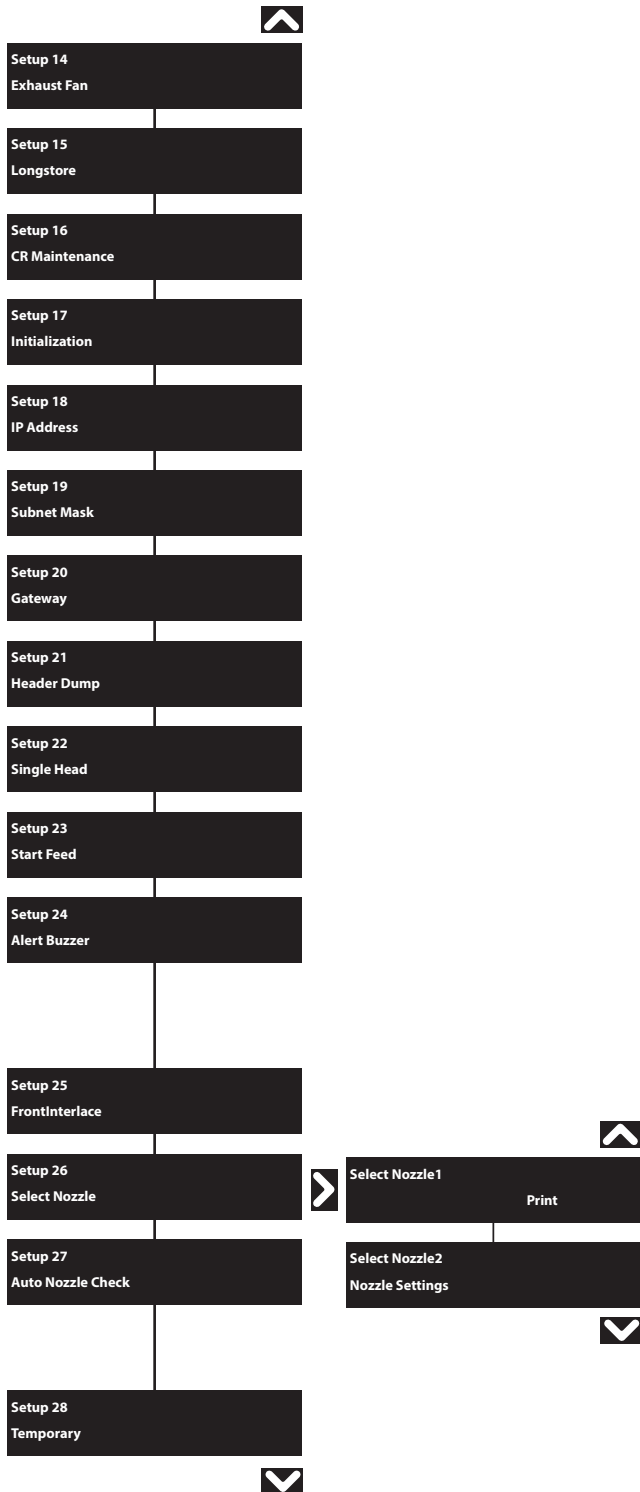 Setup 14
Exhaust Fan
Setup 15
Longstore
Setup 16
CR Maintenance
Setup 17
Initialization
Setup 18
IP Address
Setup 19
Subnet Mask
Setup 20
Gateway
Setup 21
Header Dump
Setup 22
Single Head
Setup 23
Start Feed
Setup 24
Alert Buzzer
Setup 25
FrontInterlace
Setup 26
Select Nozzle
Select Nozzle1
Print
Select Nozzle2
Nozzle Settings
Setup 27
Auto Nozzle Check
Setup 28
Temporary